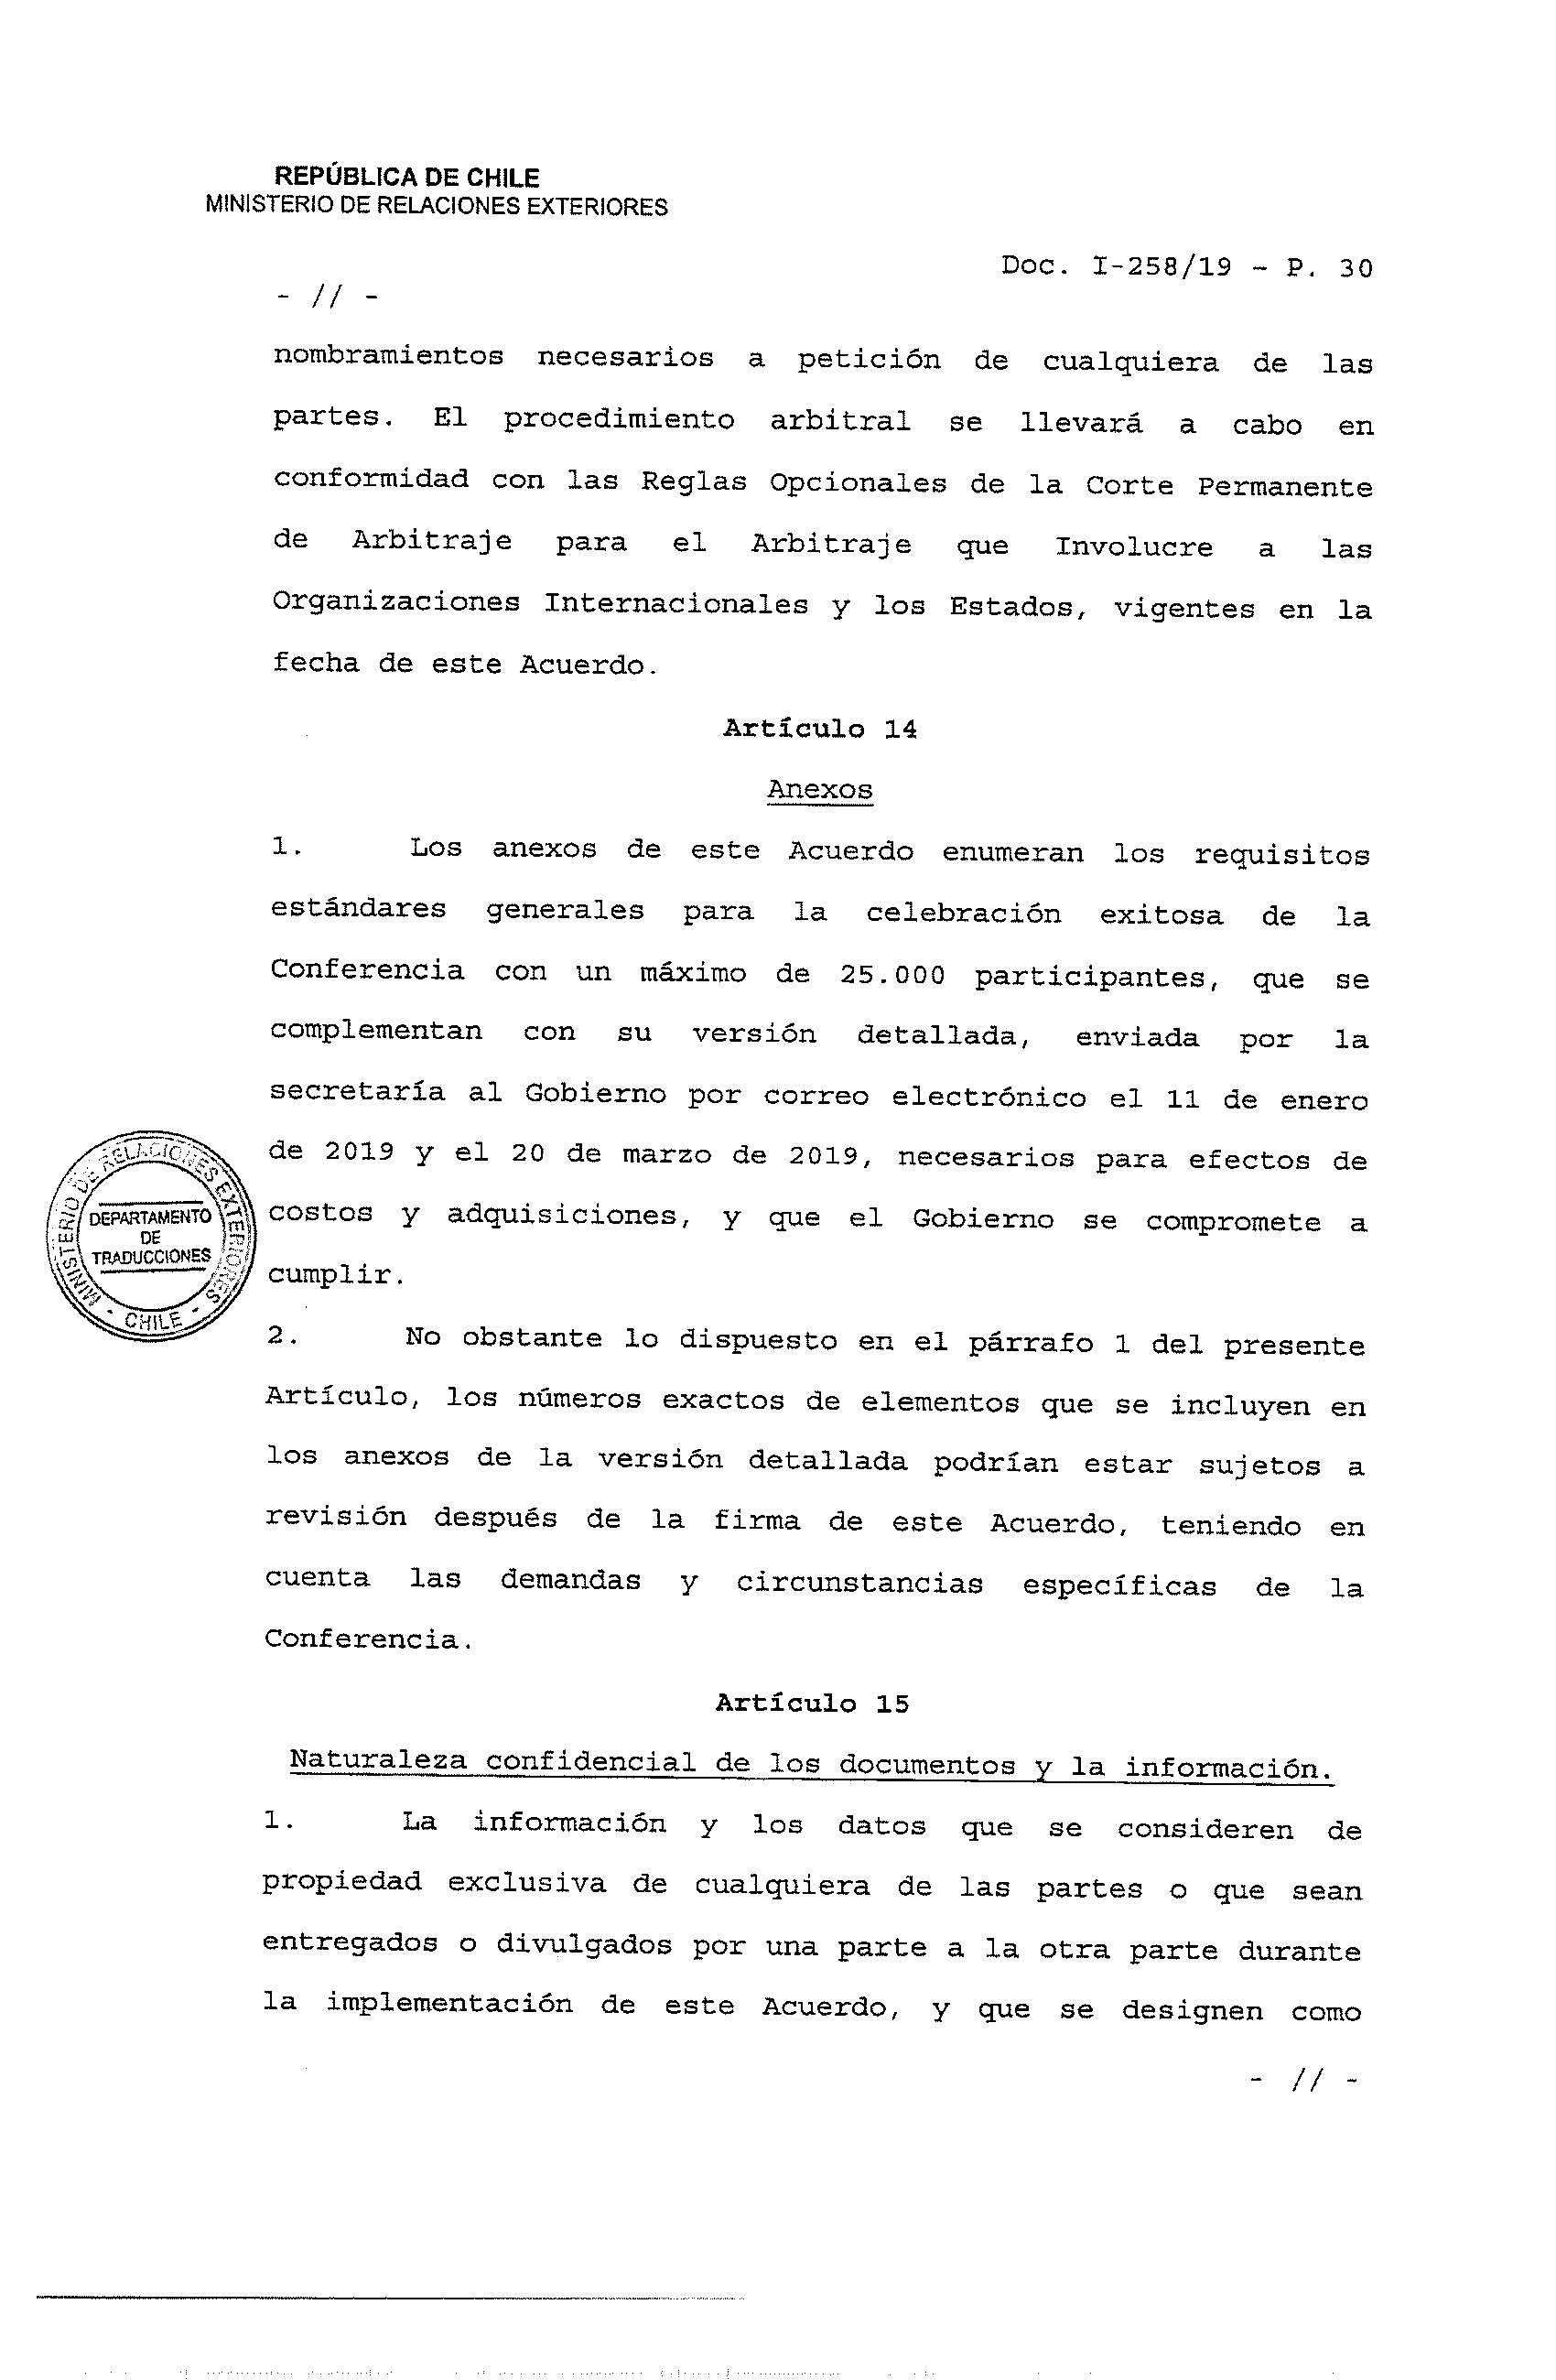 REPÚBLICA DE CHILE
MINISTERIO DE RELACIONES EXTERIORES
Doc. I-258/19 - P. 30
- // -
nombramientos necesarios a petición de cualquiera de las
partes. El procedimiento arbitral se llevará a cabo en
conformidad con las Reglas Opcionales de la Corte Permanente
de Arbitraje para el Arbitraje que Involucre a las
Organizaciones Internacionales y los Estados, vigentes en la
fecha de este Acuerdo.
Artículo 14
Anexos
1. Los anexos de este Acuerdo enumeran los requisitos
estándares generales para la celebración exitosa de la
Conferencia con un máximo de 25.000 participantes, que se
complementan con su versión detallada, enviada por la
secretaría al Gobierno por correo electrónico el 11 de enero
de 2019 y el 20 de marzo de 2019, necesarios para efectos de
costos y adquisiciones, y que el Gobierno se compromete a
cumplir.
MINISTERIO DE RELACIONES EXTERIORES
DEPARTAMENTO
DE
TRADUCCIONES
- CHILE -
2. No obstante lo dispuesto en el párrafo 1 del presente
Artículo, los números exactos de elementos que se incluyen en
los anexos de la versión detallada podrían estar sujetos a
revisión después de la firma de este Acuerdo, teniendo en
cuenta las demandas y circunstancias específicas de la
Conferencia.
Artículo 15
Naturaleza confidencial de los documentos y la información.
1. La información y los datos que se consideren de
propiedad exclusiva de cualquiera de las partes o que sean
entregados o divulgados por una parte a la otra parte durante
la implementación de este Acuerdo, y que se designen como
- // -